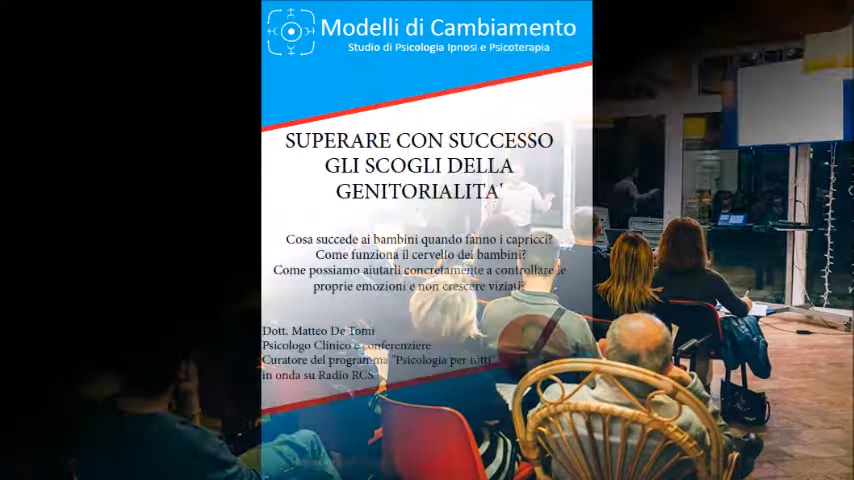 Modelli di Cambiamento
Studio di Psicologia Ipnosi e Psicoterapia
SUPERARE CON SUCCESSO
GLI SCOGLI DELLA
GENITORIALITA'
Cosa succede ai bambini quando fanno i capricci?
Come funziona il cervello dei bambini?
Come possiamo aiutarli concretamente a controllare le
proprie emozioni e non crescere viziati?
Dott. Matteo De Tomi
Psicologo Clinico e conferenziere
Curatore del programma "Psicologia per tutti"
in onda su Radio RCS